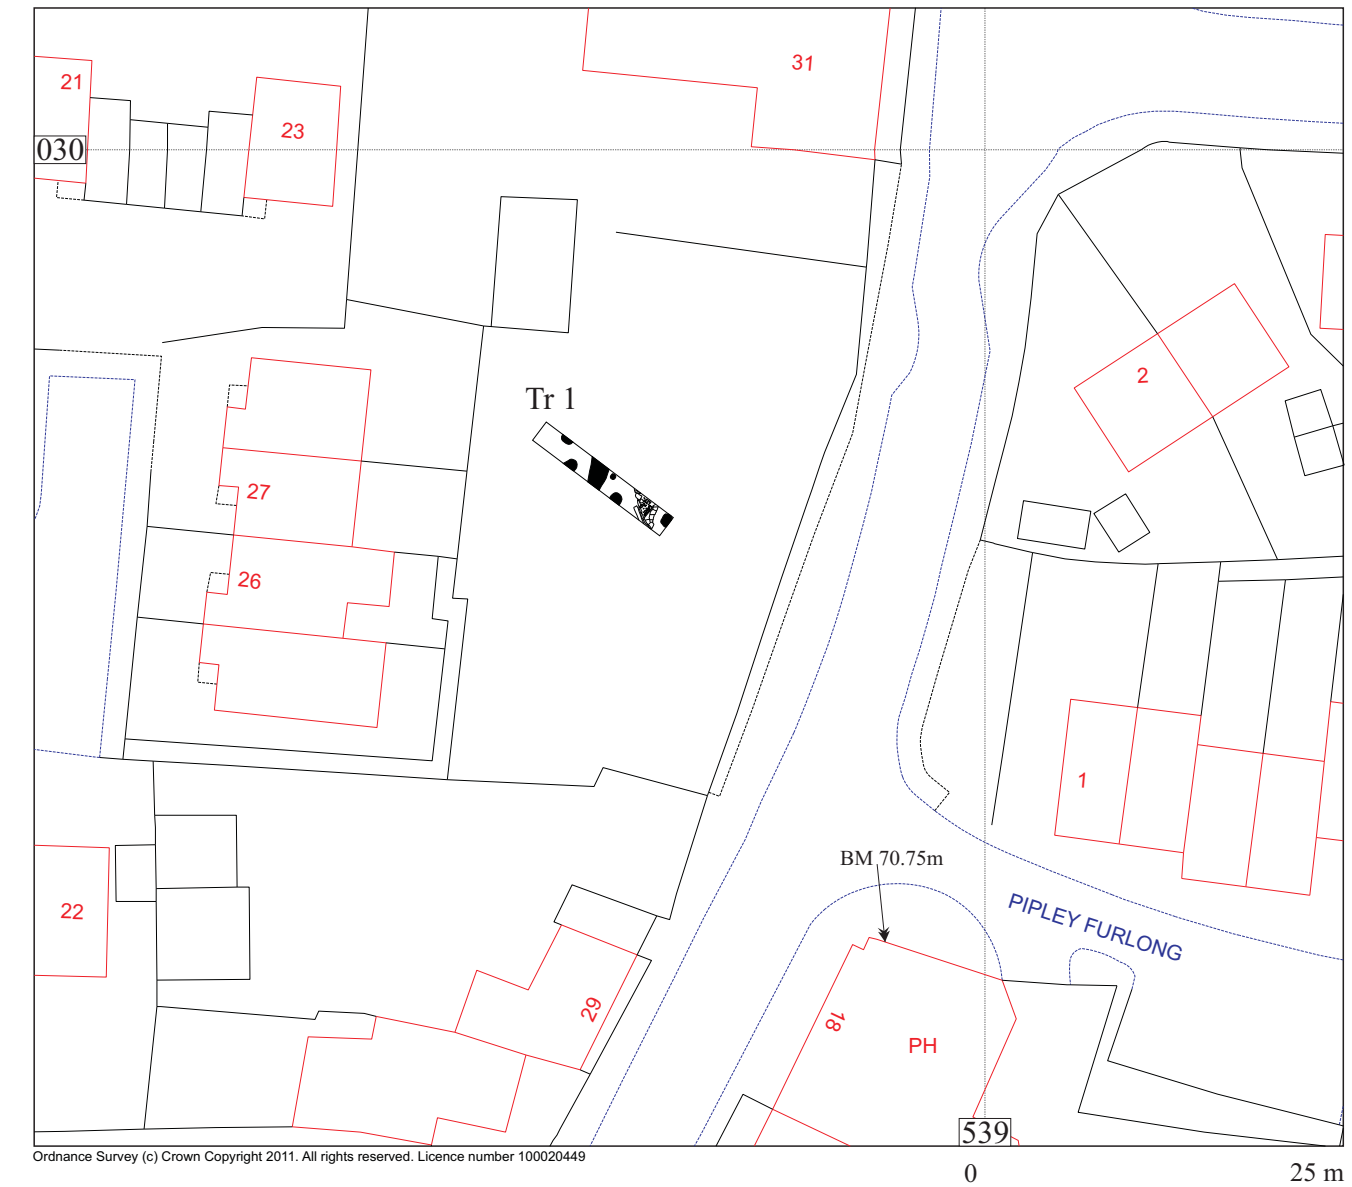 31
21
23
030
2
Tr 1
27
26
1
BM 70.75m
22
PIPLEY FURLONG
29
18
PH
539
Ordnance Survey (c) Crown Copyright 2011. All rights reserved. Licence number 100020449
0 25 m